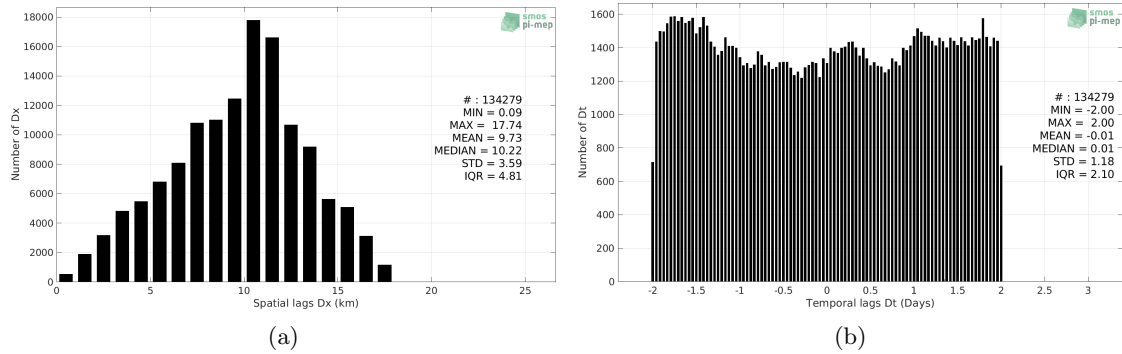 18000
16000
14000
12000
10000
8000
6000
4000
2000
0
Number of Dx
smos
pi-mep
# : 134279
MIN = 0.09
MAX = 17.74
MEAN = 9.73
MEDIAN = 10.22
STD = 3.59
IQR = 4.81
0 5 10 15 20 25
Spatial lags Dx (km)
(a)
1600
1400
1200
1000
800
600
400
200
0
Number of Dt
smos
pi-mep
# : 134279
MIN = -2.00
MAX = 2.00
MEAN = -0.01
MEDIAN = 0.01
STD = 1.18
IQR = 2.10
-2 -1.5 -1 -0.5 0 0.5 1 1.5 2 2.5 3
Temporal lags Dt (Days)
(b)